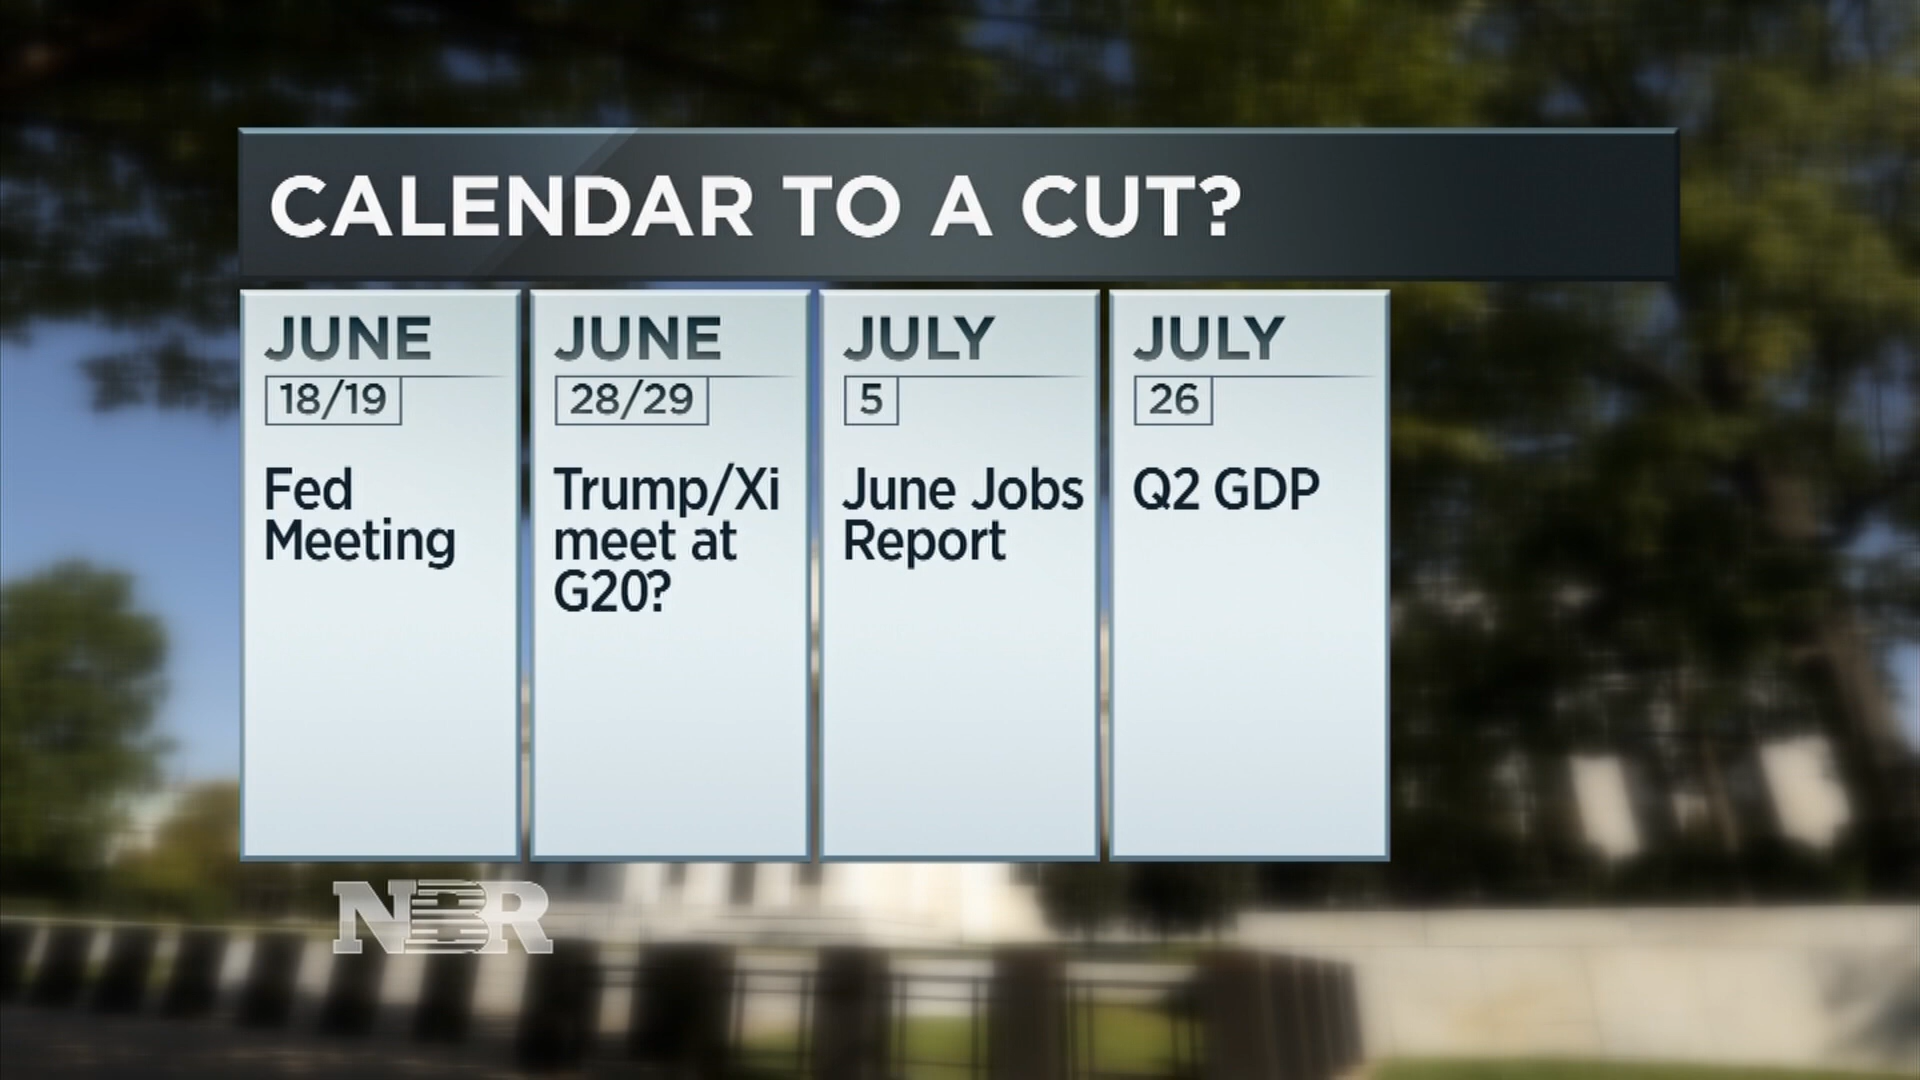 CALENDAR TO A CUT?
JUNE
18/19
Fed
Meeting
JUNE
28/29
Trump/Xi
meet at
G20?
JULY
5
June Jobs
Report
JULY
26
Q2 GDP
NBR